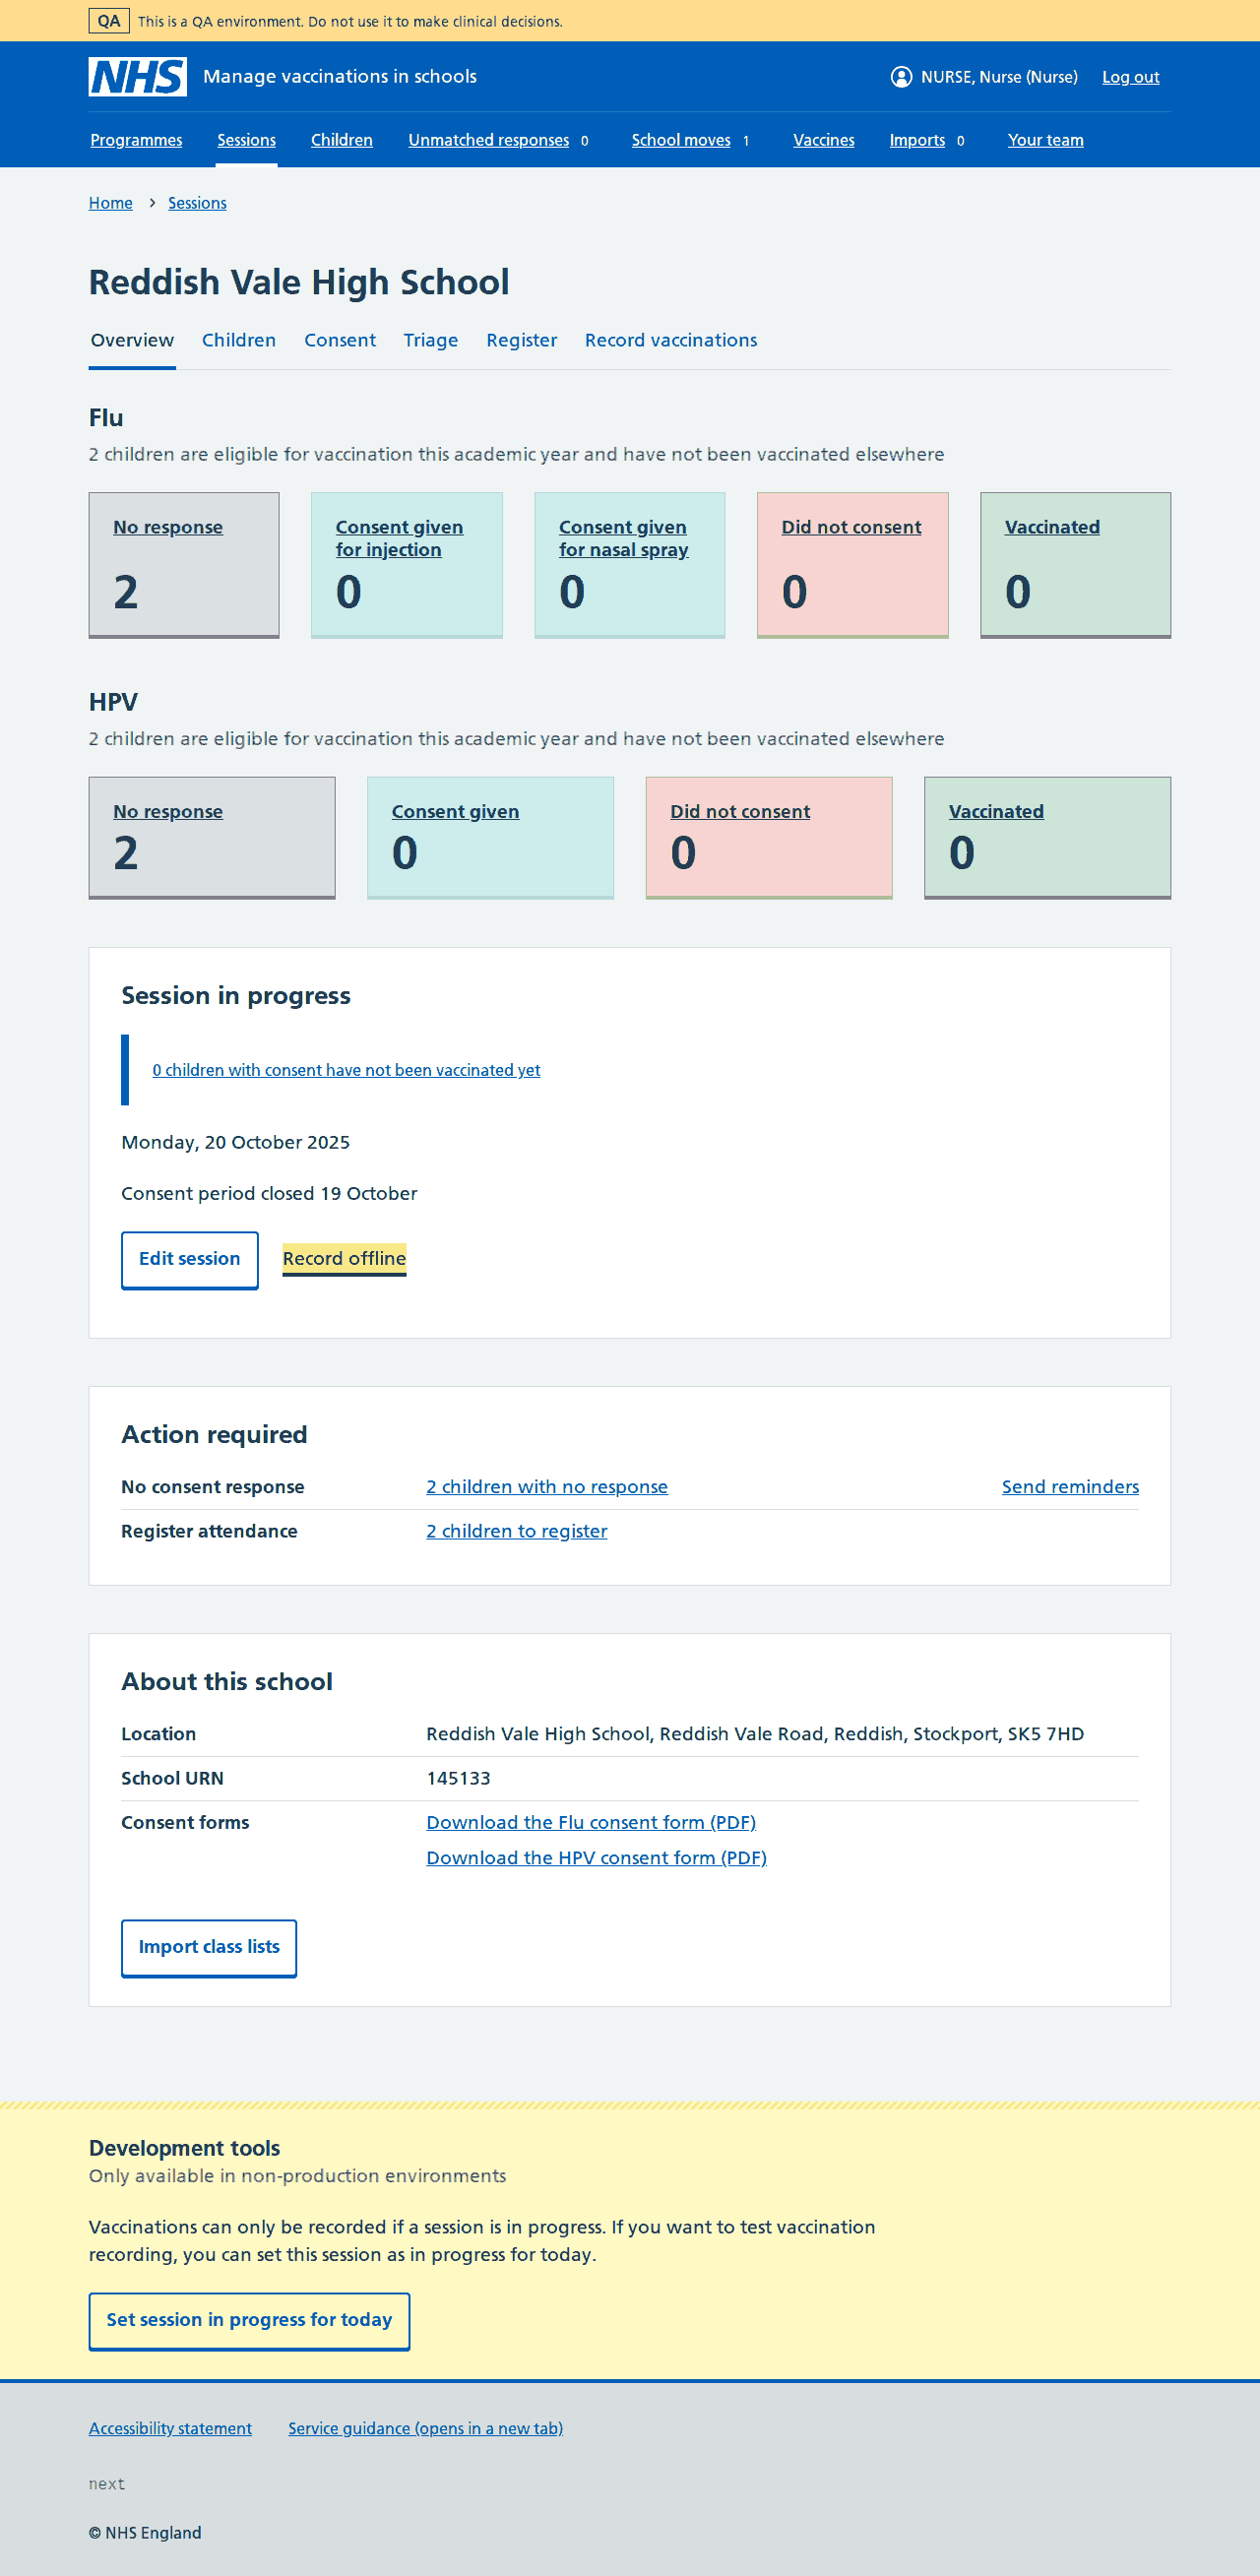 QA This is a QA environment. Do not use it to make clinical decisions.
NHS Manage vaccinations in schools NURSE, Nurse (Nurse) Log out
Programmes Sessions Children Unmatched responses 0 School moves 1 Vaccines Imports 0 Your team
Home › Sessions
Reddish Vale High School
Overview Children Consent Triage Register Record vaccinations
Flu
2 children are eligible for vaccination this academic year and have not been vaccinated elsewhere
No response
2
Consent given
for injection
0
Consent given
for nasal spray
0
Did not consent
0
Vaccinated
0
HPV
2 children are eligible for vaccination this academic year and have not been vaccinated elsewhere
No response
2
Consent given
0
Did not consent
0
Vaccinated
0
Session in progress
0 children with consent have not been vaccinated yet
Monday, 20 October 2025
Consent period closed 19 October
Edit session Record offline
Action required
No consent response 2 children with no response Send reminders
Register attendance 2 children to register
About this school
Location Reddish Vale High School, Reddish Vale Road, Reddish, Stockport, SK5 7HD
School URN 145133
Consent forms Download the Flu consent form (PDF)
Download the HPV consent form (PDF)
Import class lists
Development tools
Only available in non-production environments
Vaccinations can only be recorded if a session is in progress. If you want to test vaccination
recording, you can set this session as in progress for today.
Set session in progress for today
Accessibility statement Service guidance (opens in a new tab)
next
© NHS England